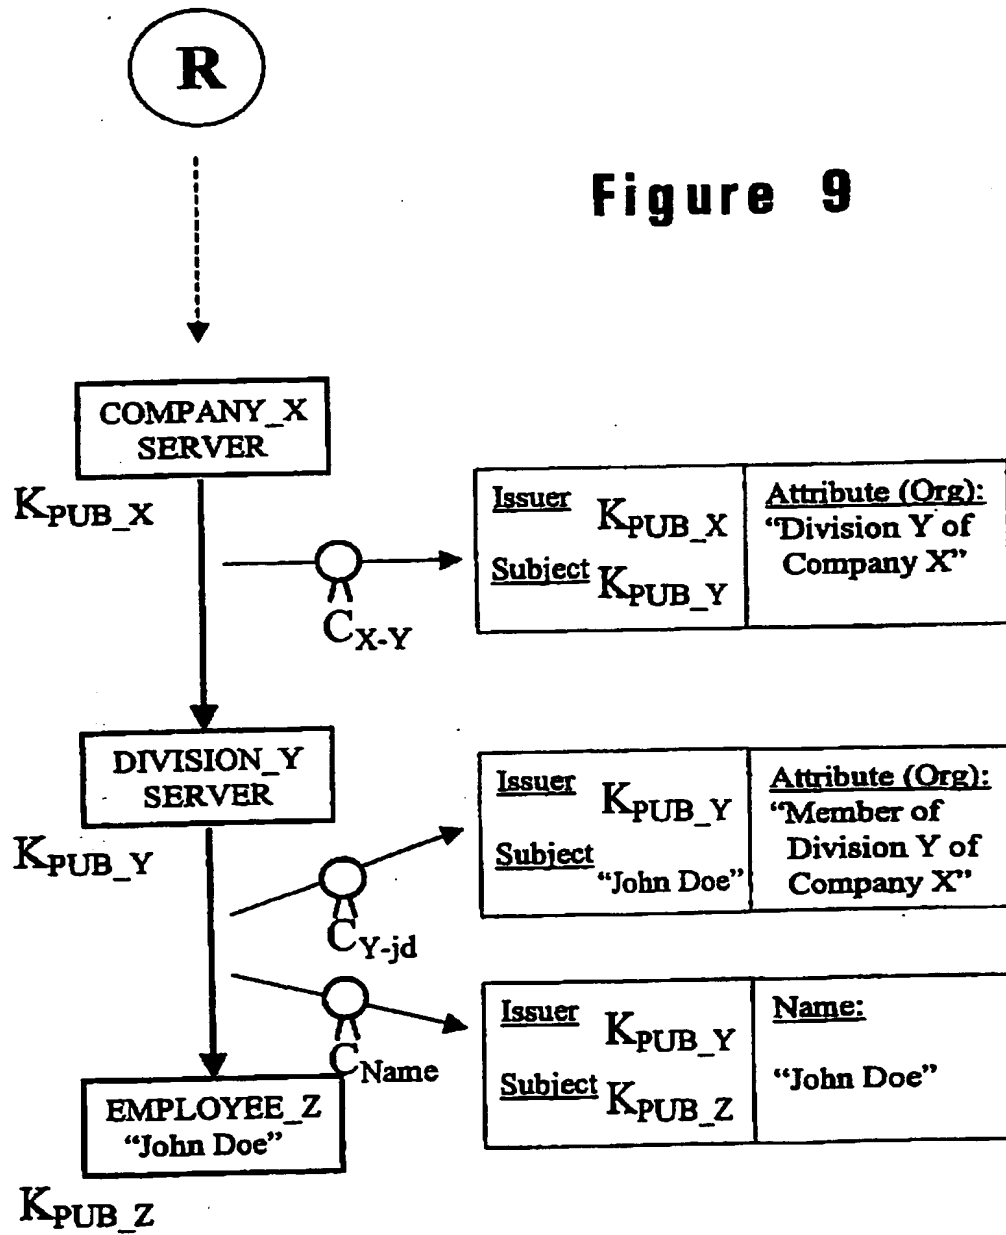 R
Figure 9
COMPANY_X
SERVER
KPUB_X
Issuer KPUB_X
Subject KPUB_Y
Attribute (Org):
“Division Y of
Company X”
CX-Y
DIVISION_Y
SERVER
KPUB_Y
Issuer KPUB_Y
Subject “John Doe”
Attribute (Org):
“Member of
Division Y of
Company X”
CY-jd
Issuer KPUB_Y
Subject KPUB_Z
Name:
“John Doe”
CName
EMPLOYEE_Z
“John Doe”
KPUB_Z